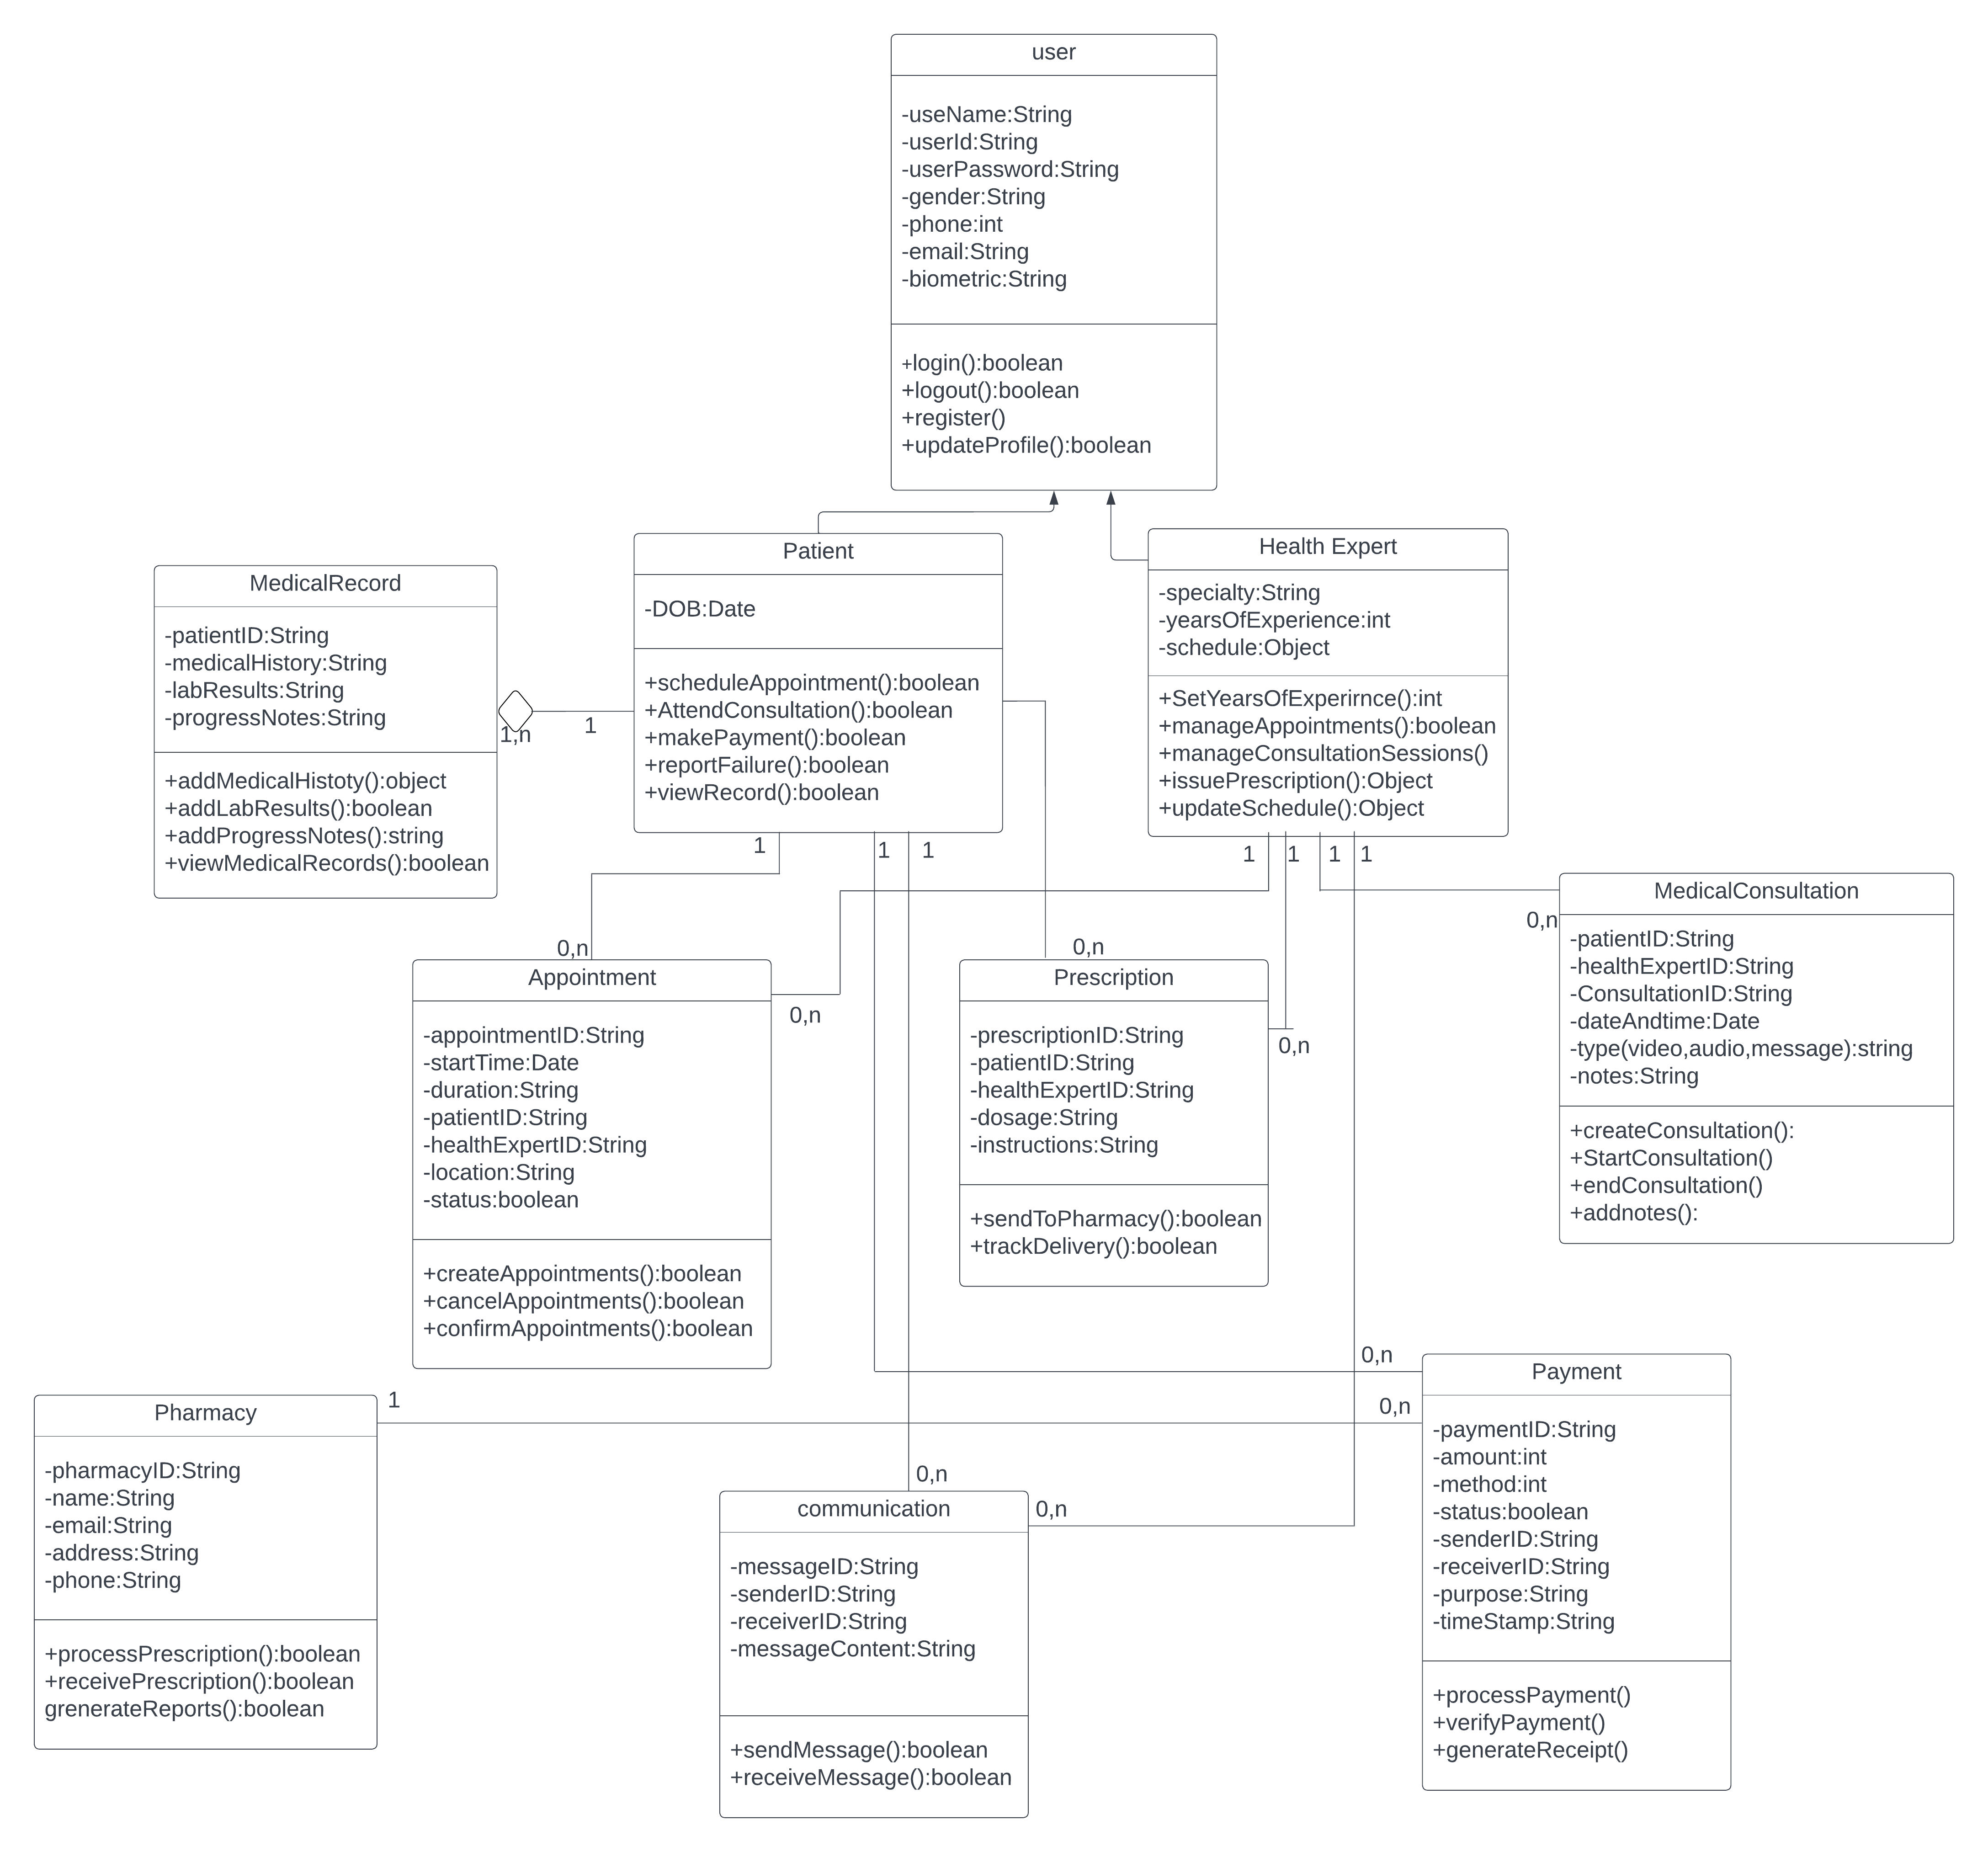 user
-useName:String
-userId:String
-userPassword:String
-gender:String
-phone:int
-email:String
-biometric:String
+login():boolean
+logout():boolean
+register()
+updateProfile():boolean
MedicalRecord
-patientID:String
-medicalHistory:String
-labResults:String
-progressNotes:String
+addMedicalHistoty():object
+addLabResults():boolean
+addProgressNotes():string
+viewMedicalRecords():boolean
1,n
1
Patient
-DOB:Date
+scheduleAppointment():boolean
+AttendConsultation():boolean
+makePayment():boolean
+reportFailure():boolean
+viewRecord():boolean
1
1
1
Health Expert
-specialty:String
-yearsOfExperience:int
-schedule:Object
+SetYearsOfExperirnce():int
+manageAppointments():boolean
+manageConsultationSessions()
+issuePrescription():Object
+updateSchedule():Object
1
1
1
1
0,n
MedicalConsultation
-patientID:String
-healthExpertID:String
-ConsultationID:String
-dateAndtime:Date
-type(video,audio,message):string
-notes:String
+createConsultation():
+StartConsultation()
+endConsultation()
+addnotes():
0,n
Appointment
-appointmentID:String
-startTime:Date
-duration:String
-patientID:String
-healthExpertID:String
-location:String
-status:boolean
+createAppointments():boolean
+cancelAppointments():boolean
+confirmAppointments():boolean
0,n
0,n
Prescription
-prescriptionID:String
-patientID:String
-healthExpertID:String
-dosage:String
-instructions:String
+sendToPharmacy():boolean
+trackDelivery():boolean
0,n
Pharmacy
-pharmacyID:String
-name:String
-email:String
-address:String
-phone:String
+processPrescription():boolean
+receivePrescription():boolean
grenerateReports():boolean
1
0,n
communication
-messageID:String
-senderID:String
-receiverID:String
-messageContent:String
+sendMessage():boolean
+receiveMessage():boolean
0,n
0,n
0,n
Payment
-paymentID:String
-amount:int
-method:int
-status:boolean
-senderID:String
-receiverID:String
-purpose:String
-timeStamp:String
+processPayment()
+verifyPayment()
+generateReceipt()